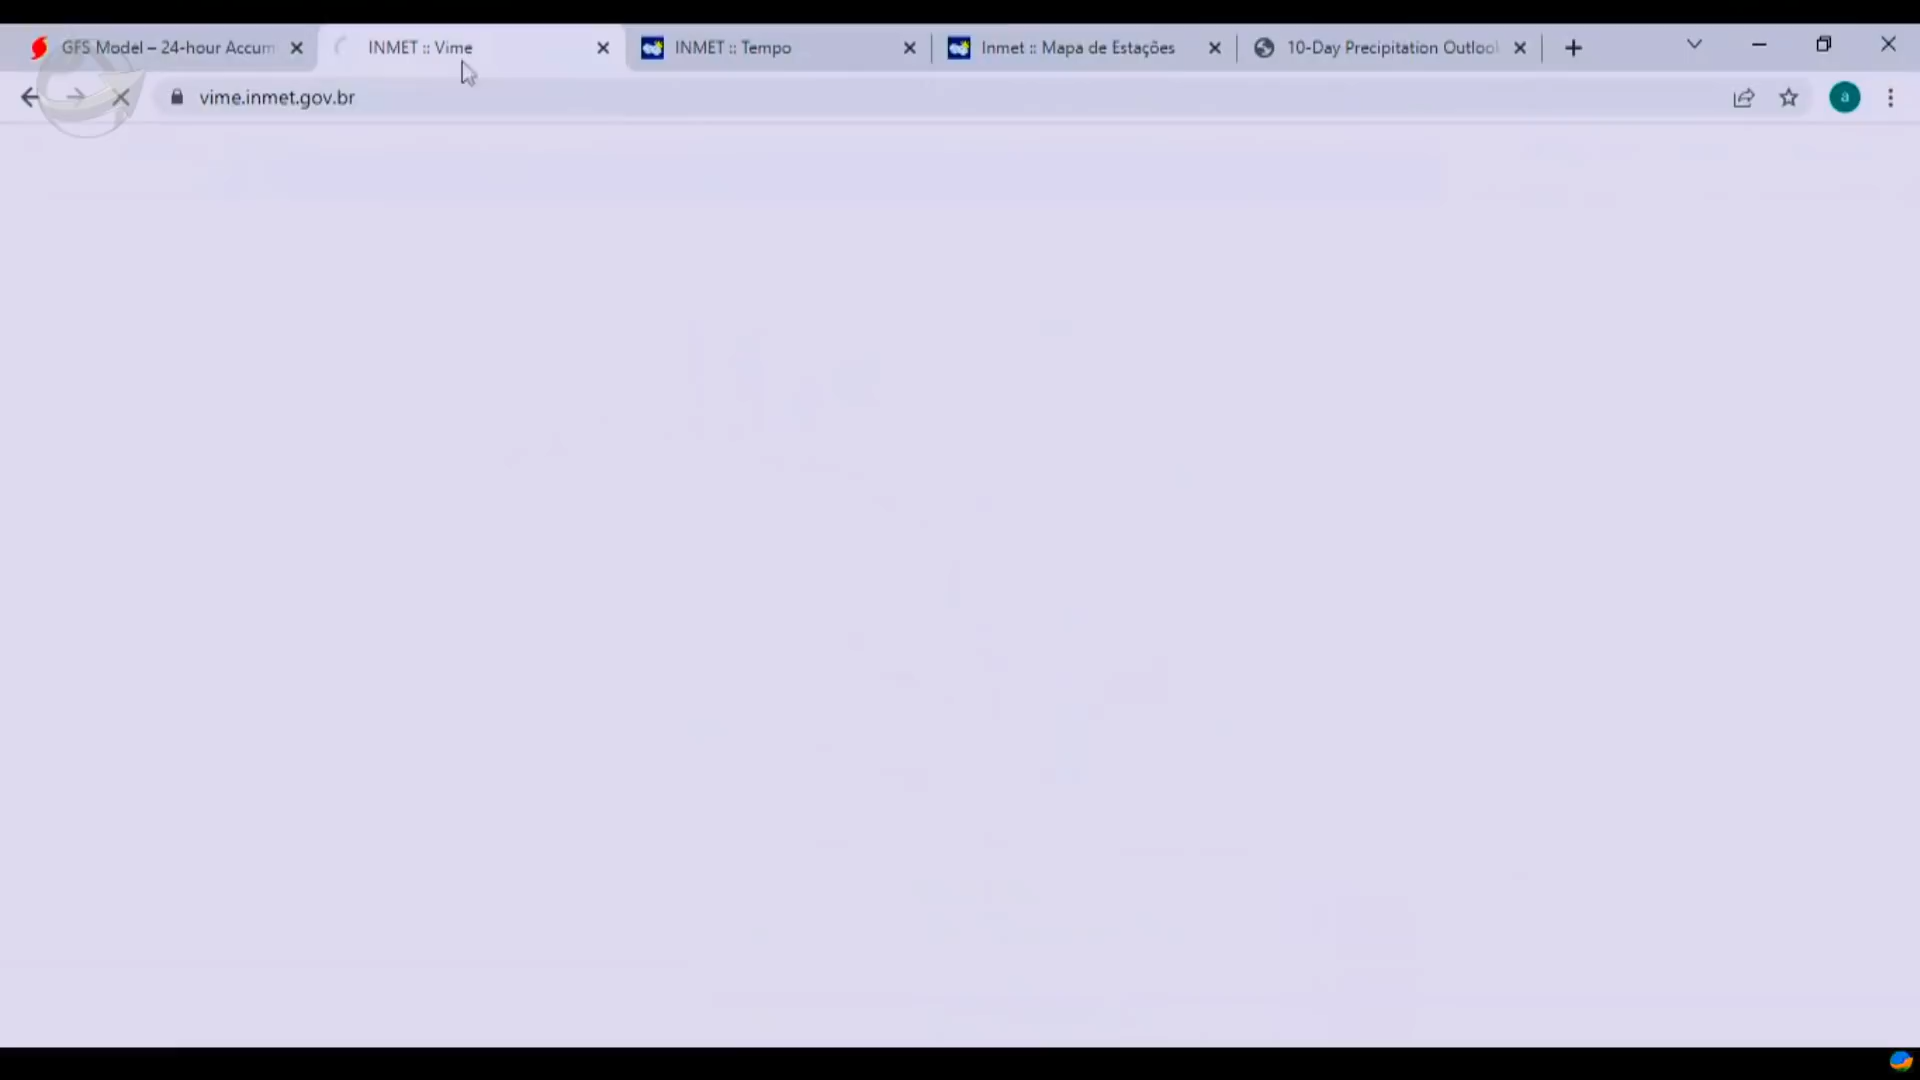 GFS Model – 24-hour Accum
INMET :: Vime
INMET :: Tempo
Inmet :: Mapa de Estações
10-Day Precipitation Outlool
vime.inmet.gov.br
a